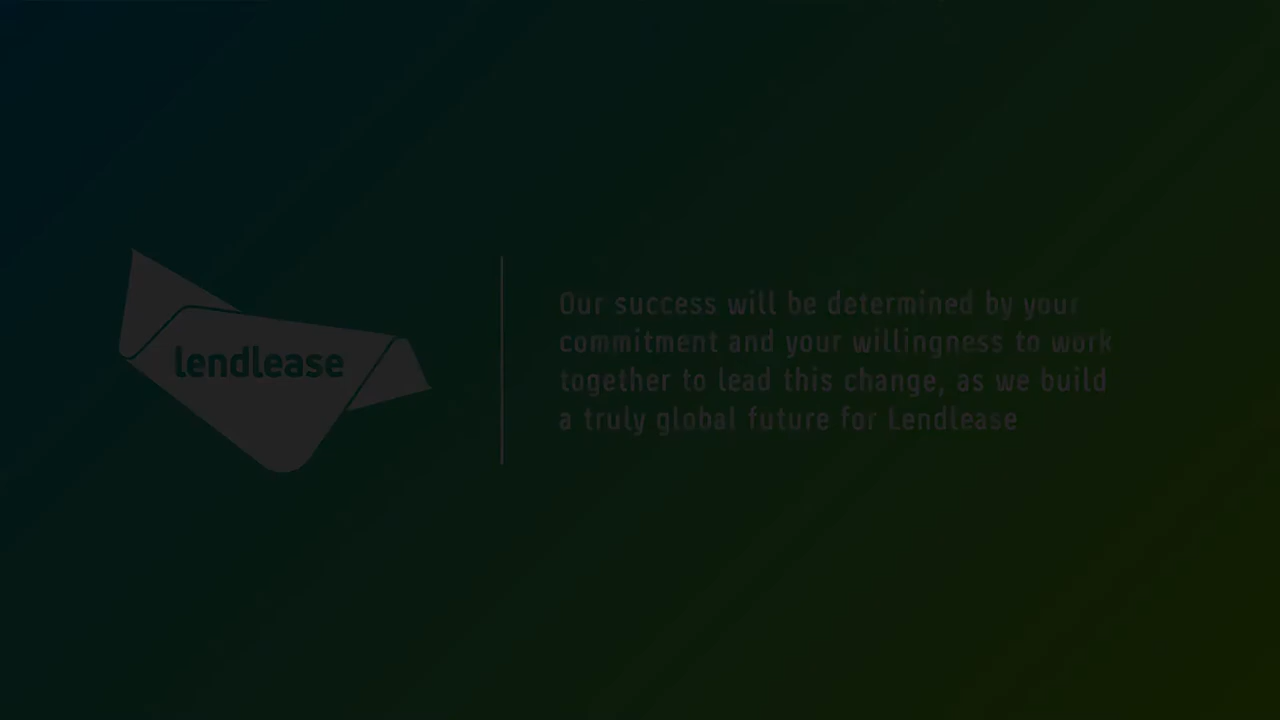 lendlease
Our success will be determined by your
commitment and your willingness to work
together to lead this change, as we build
a truly global future for Lendlease